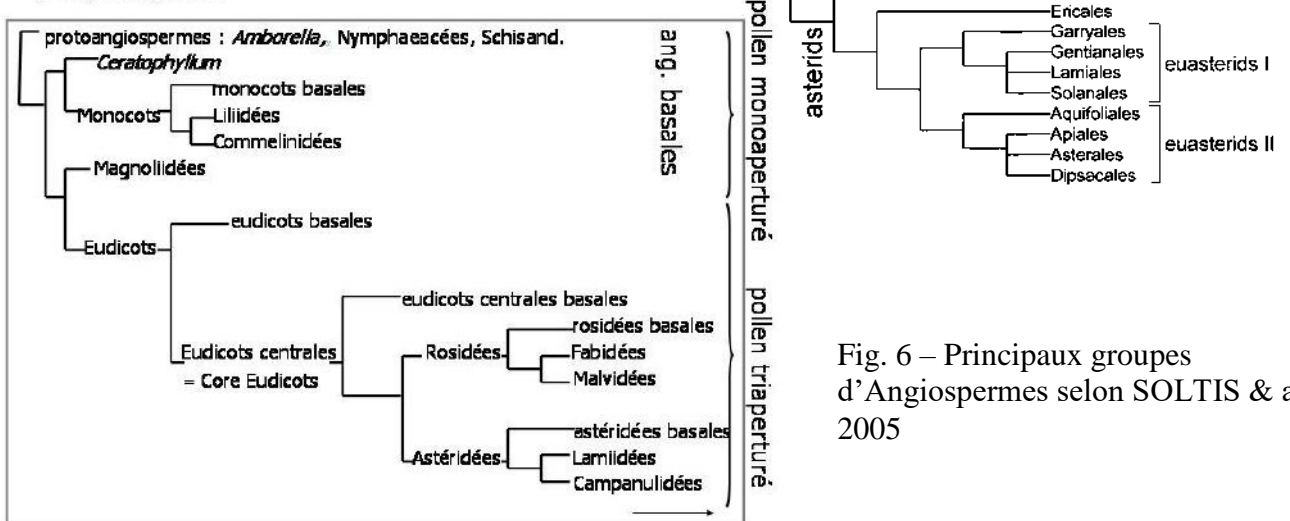 protoangiospermes : Amborella, Nymphaeacées, Schisand.
Ceratophyllum
monocots basales
Monocots
Liliidées
Commelinidées
Magnoliidées
eudicots basales
Eudicots
eudicots centrales basales
rosidées basales
Eudicots centrales
= Core Eudicots
Rosidées
Fabidées
Malvidées
astéridées basales
Astéridées
Lamiidées
Campanulidées
ang. basales
pollen monoaperturé
pollen triaperturé
asterids
Ericales
Garryales
Gentianales
Lamiales
Solanales
euasterids I
Aquifoliales
Apiales
Asterales
Dipsacales
euasterids II
Fig. 6 – Principaux groupes
d'Angiospermes selon SOLTIS & a
2005